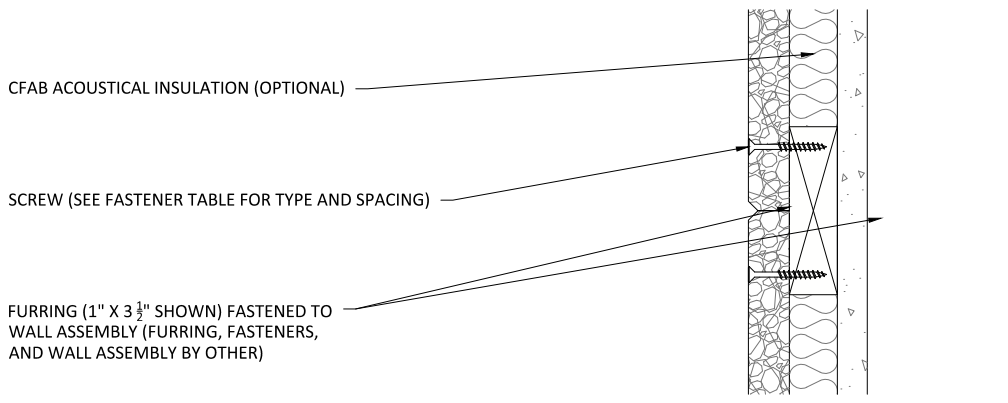 CFAB ACOUSTICAL INSULATION (OPTIONAL)
SCREW (SEE FASTENER TABLE FOR TYPE AND SPACING)
FURRING (1" X 3 ½" SHOWN) FASTENED TO
WALL ASSEMBLY (FURRING, FASTENERS,
AND WALL ASSEMBLY BY OTHER)